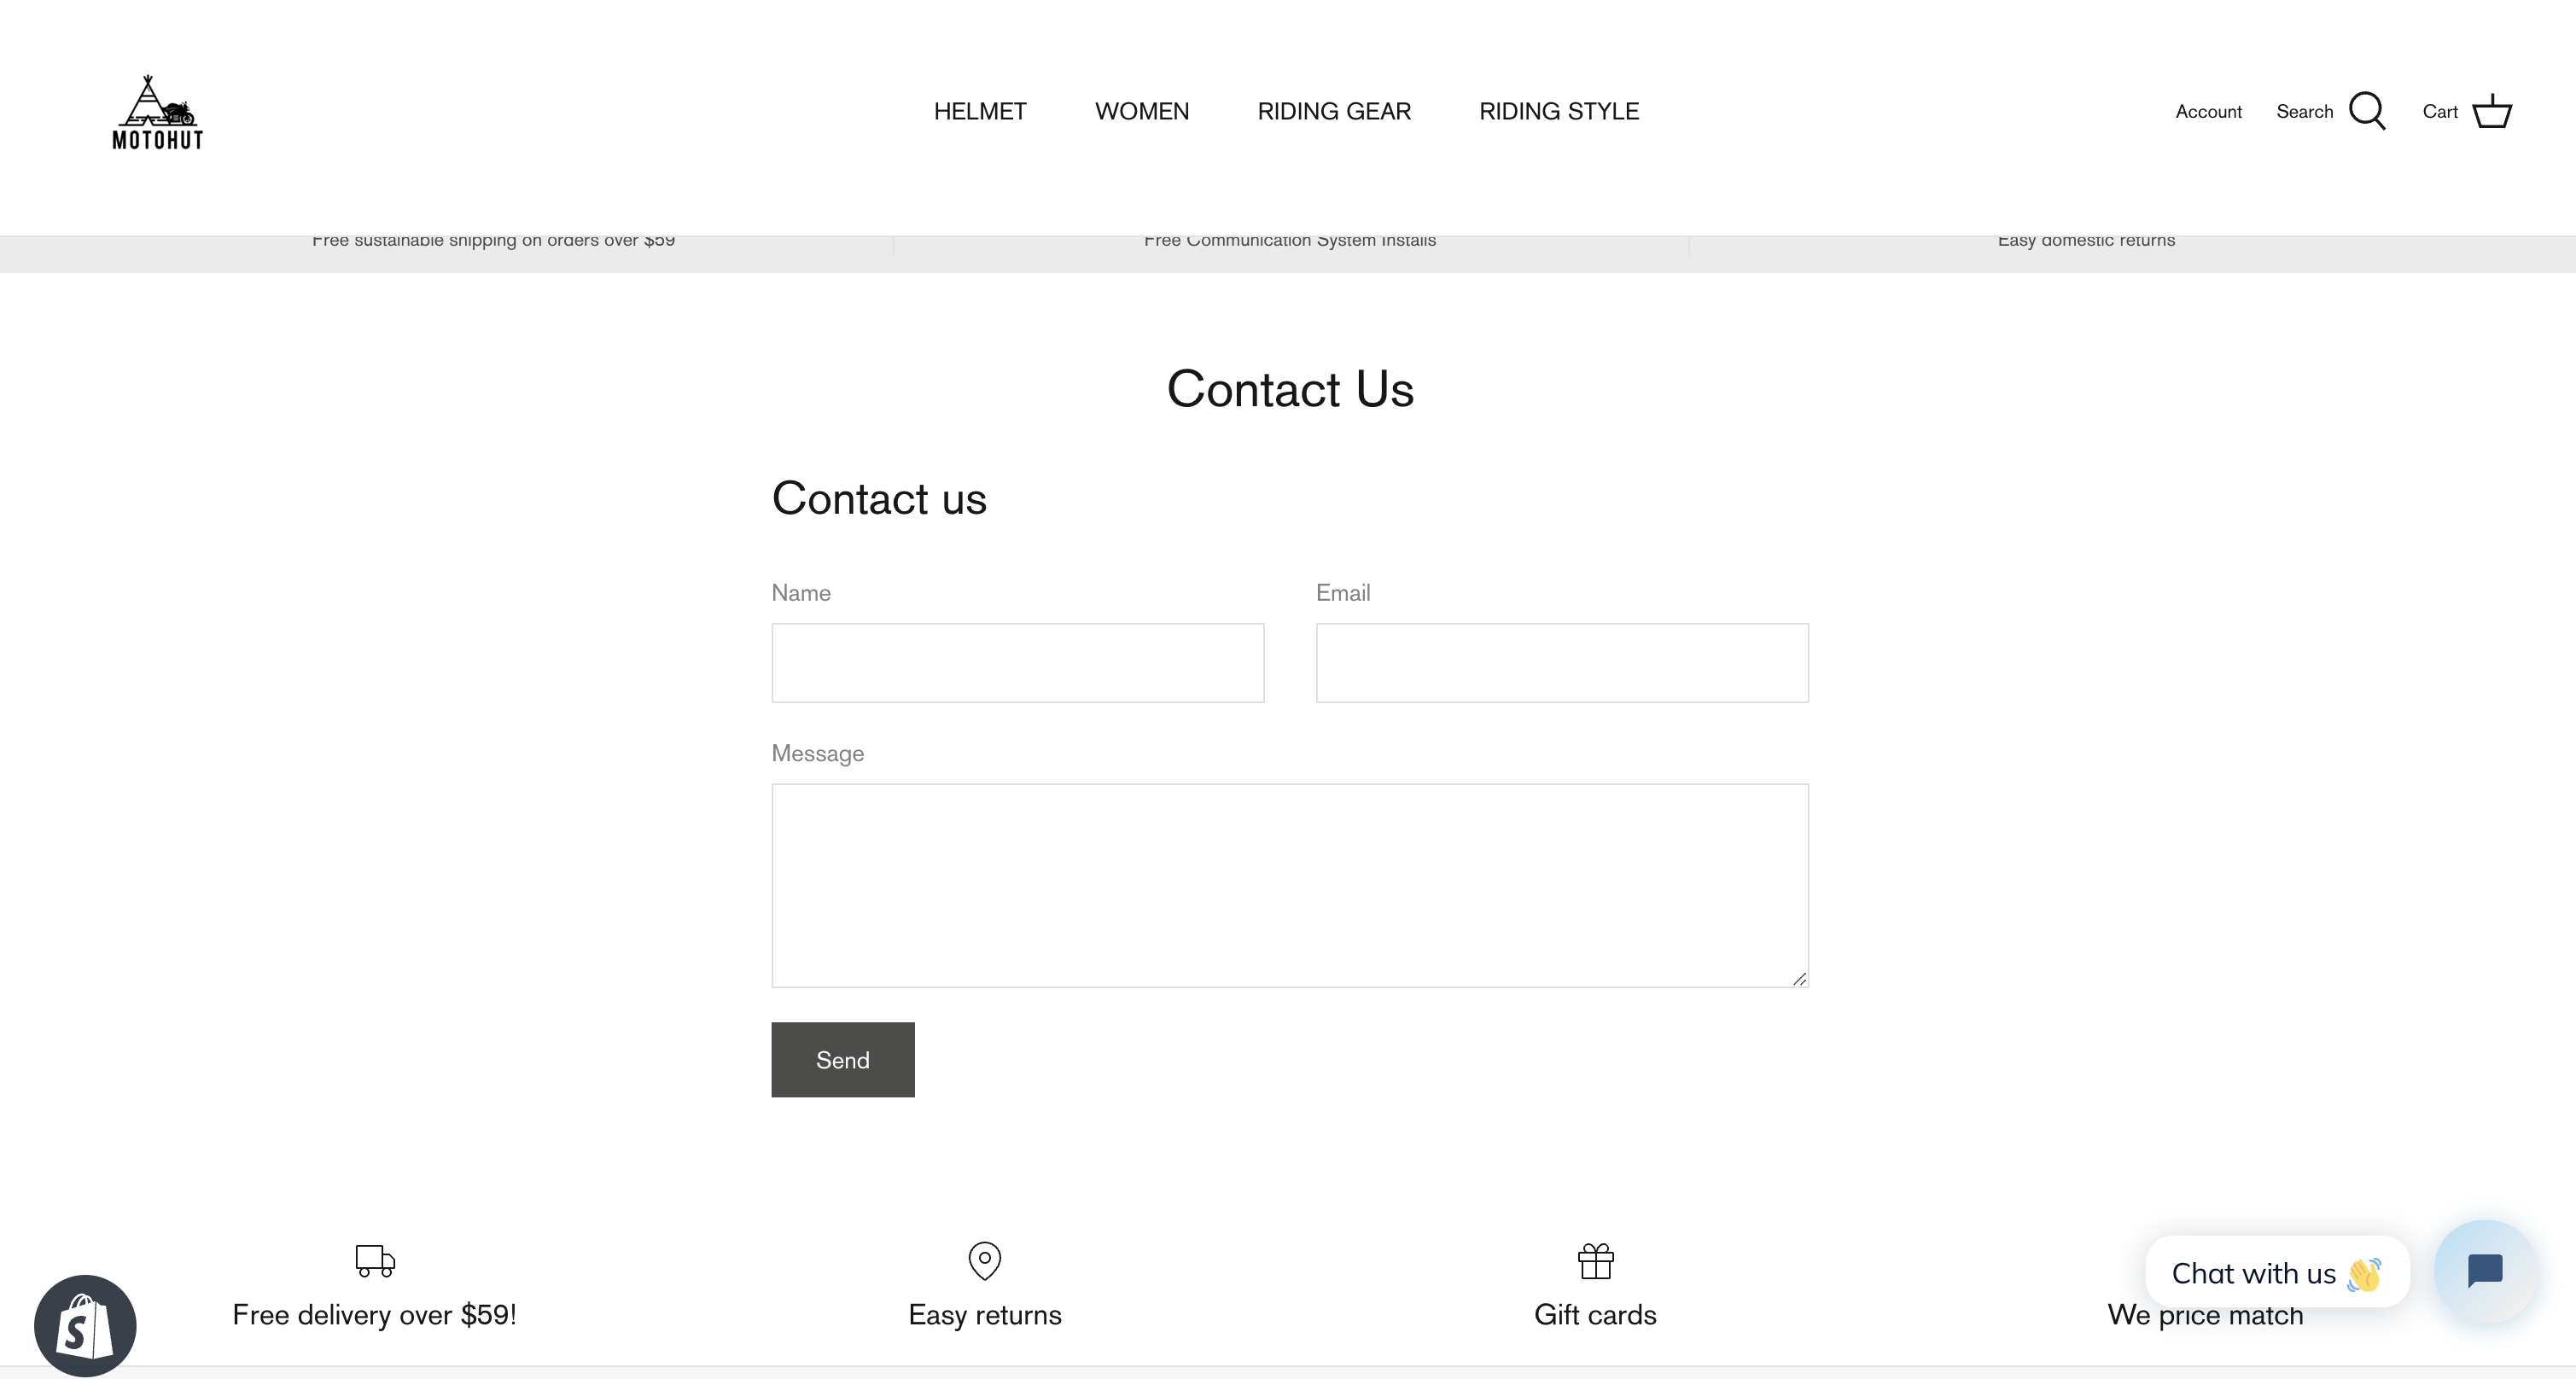 MOTOHUT
HELMET WOMEN RIDING GEAR RIDING STYLE
Account Search Cart
Free sustainable shipping on orders over $59 Free Communication System Installs Easy domestic returns
Contact Us
Contact us
Name Email
Message
Send
Chat with us 👋
Free delivery over $59! Easy returns Gift cards We price match